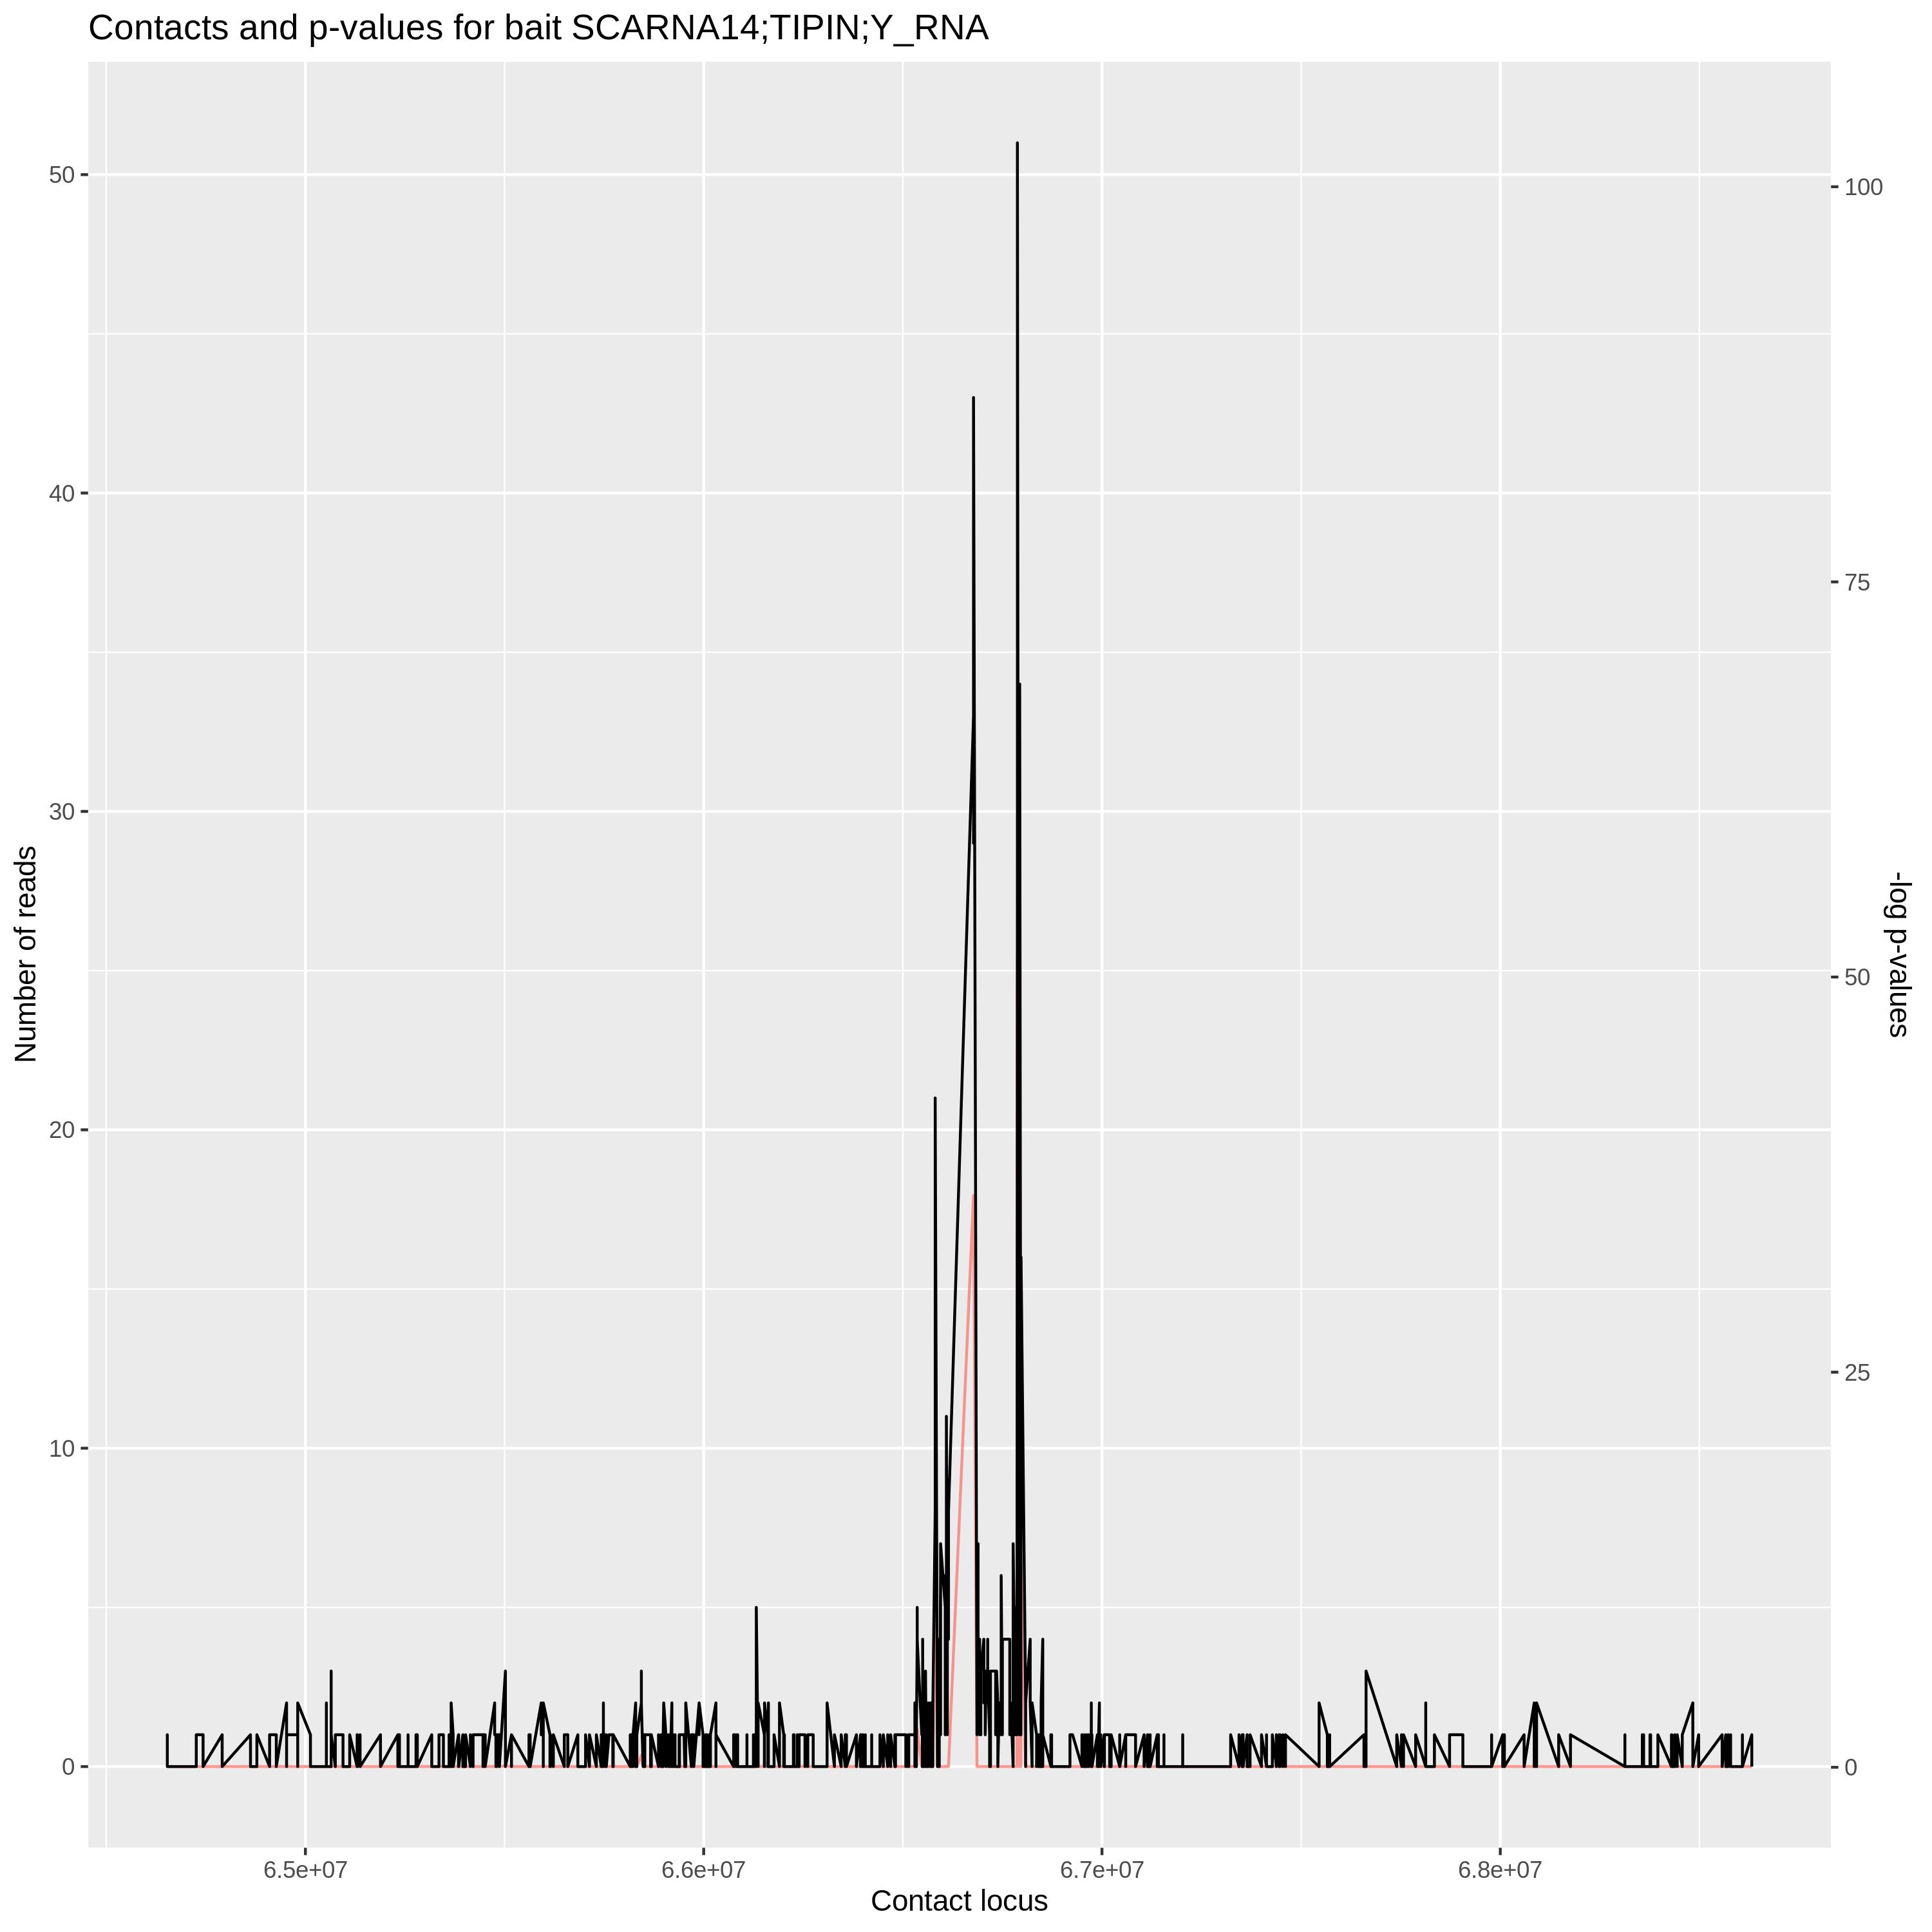 Contacts and p-values for bait SCARNA14;TIPIN;Y_RNA
50
40
30
20
10
0
Number of reads
100
75
50
25
0
-log p-values
6.5e+07
6.6e+07
6.7e+07
6.8e+07
Contact locus